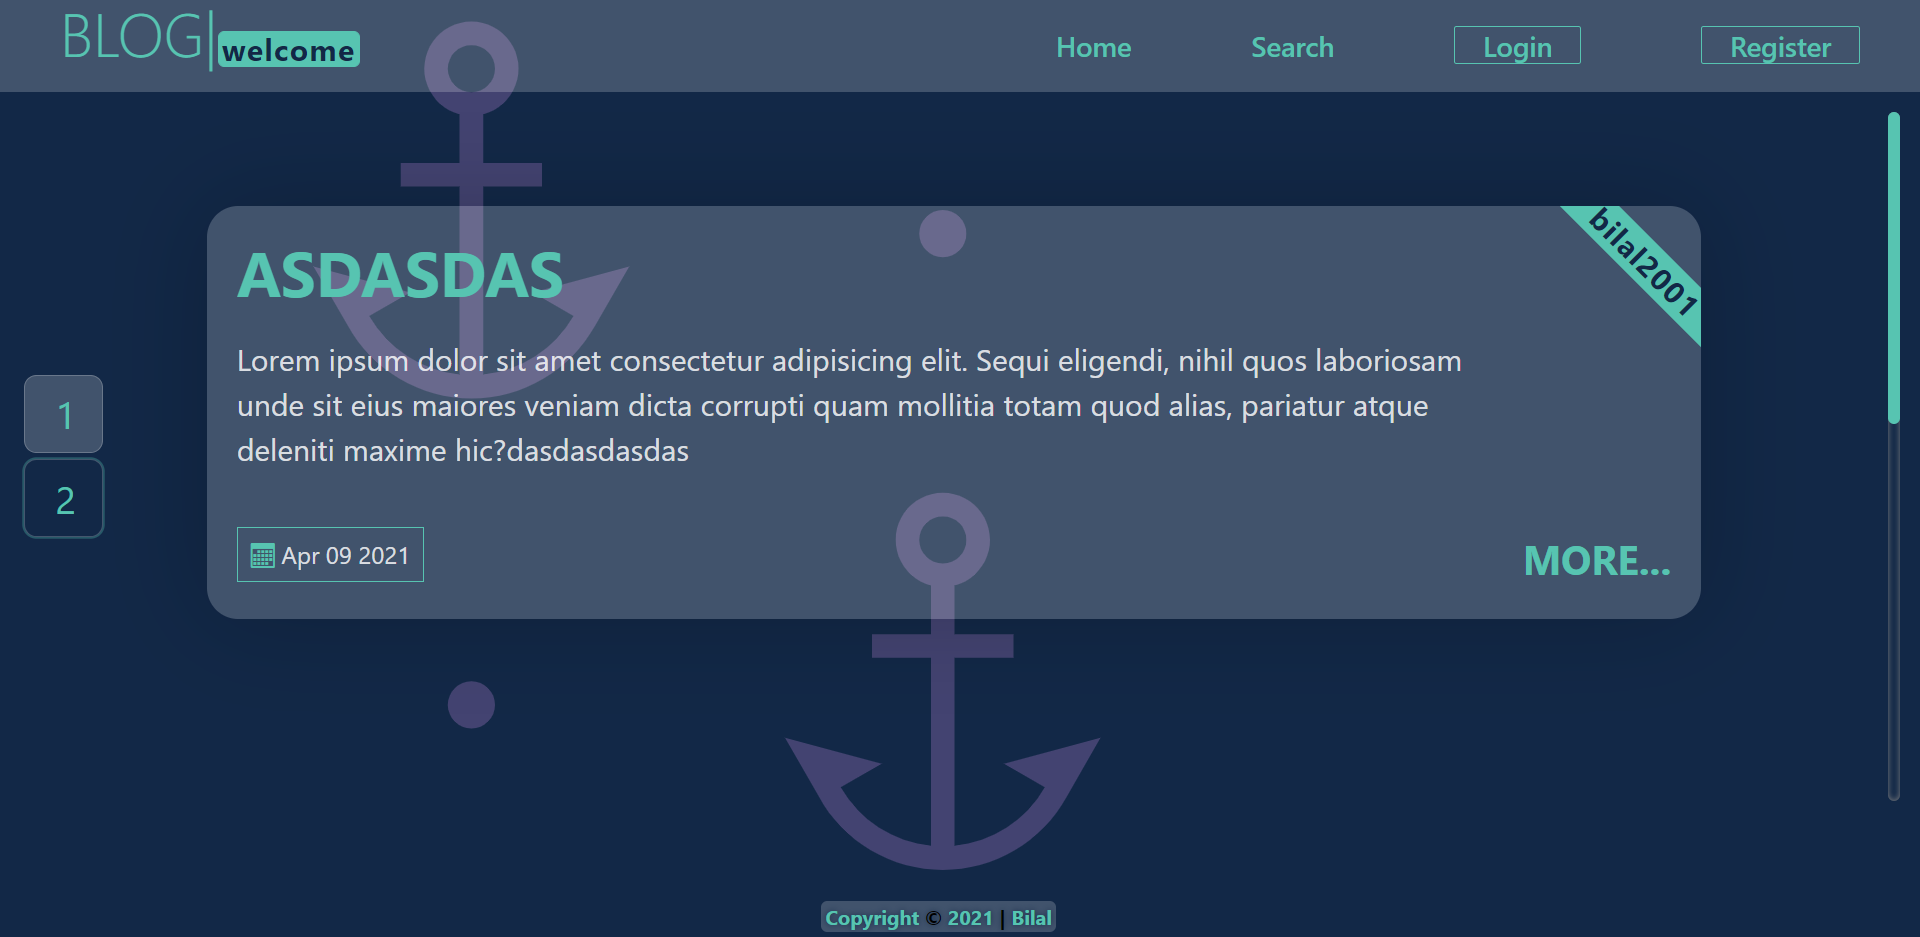 BLOG| welcome
Home
Search
Login
Register
bilal2001
ASDASDAS
Lorem ipsum dolor sit amet consectetur adipisicing elit. Sequi eligendi, nihil quos laboriosam
unde sit eius maiores veniam dicta corrupti quam mollitia totam quod alias, pariatur atque
deleniti maxime hic?dasdasdasdas
1
2
Apr 09 2021
MORE...
Copyright © 2021 | Bilal